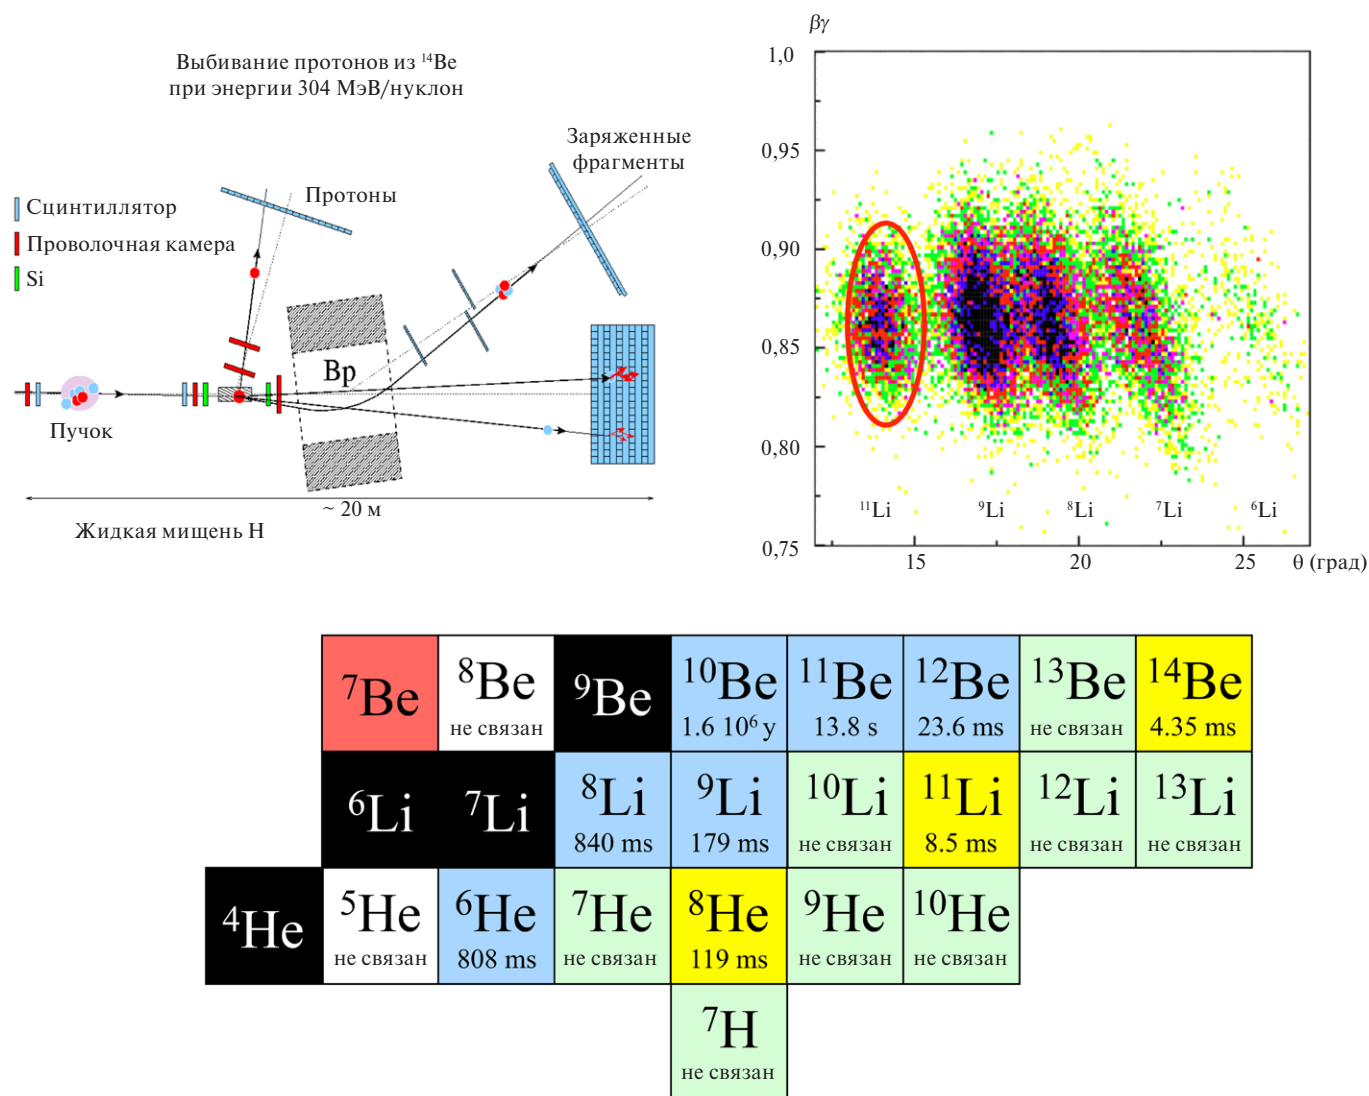 Выбивание протонов из ¹⁴Be
при энергии 304 МэВ/нуклон
Заряженные
фрагменты
Протоны
Сцинтиллятор
Проволочная камера
Si
Bp
Пучок
~ 20 м
Жидкая мищень H
βγ
1,0
0,95
0,90
0,85
0,80
0,75
¹¹Li ⁹Li ⁸Li ⁷Li ⁶Li
15 20 25 θ (град)
⁷Be ⁸Be ⁹Be ¹⁰Be ¹¹Be ¹²Be ¹³Be ¹⁴Be
не связан 1.6 10⁶ y 13.8 s 23.6 ms не связан 4.35 ms
⁶Li ⁷Li ⁸Li ⁹Li ¹⁰Li ¹¹Li ¹²Li ¹³Li
840 ms 179 ms не связан 8.5 ms не связан не связан
⁴He ⁵He ⁶He ⁷He ⁸He ⁹He ¹⁰He
не связан 808 ms не связан 119 ms не связан не связан
⁷H
не связан